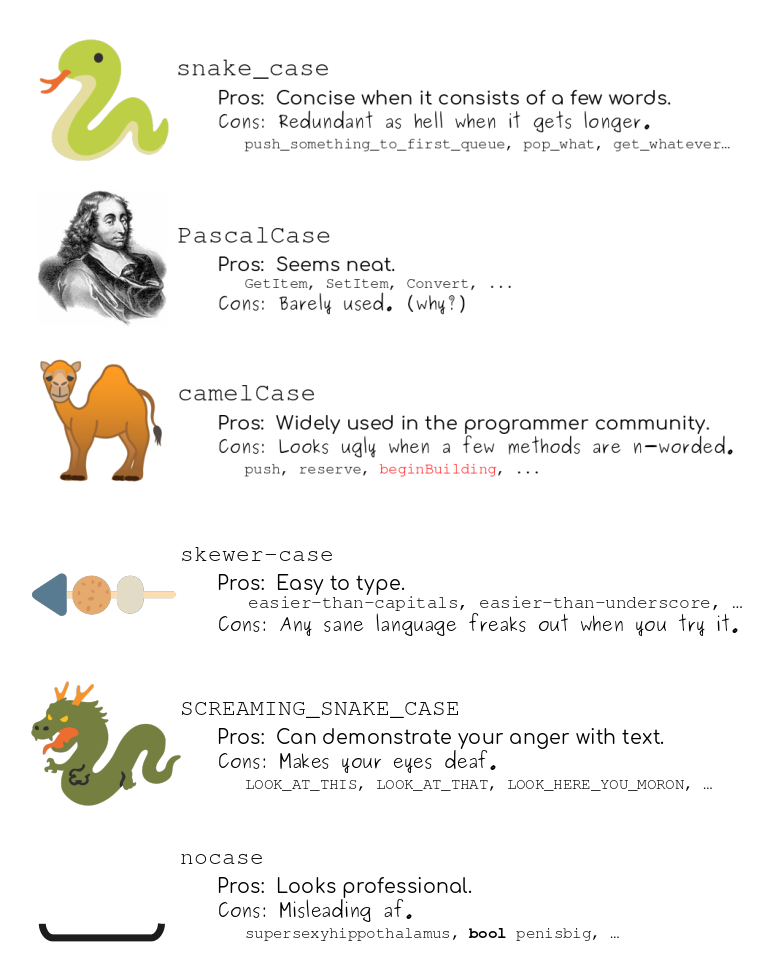 snake_case
Pros: Concise when it consists of a few words.
Cons: Redundant as hell when it gets longer.
push_something_to_first_queue, pop_what, get_whatever…
PascalCase
Pros: Seems neat.
GetItem, SetItem, Convert, ...
Cons: Barely used. (why?)
camelCase
Pros: Widely used in the programmer community.
Cons: Looks ugly when a few methods are n-worded.
push, reserve, beginBuilding, ...
skewer-case
Pros: Easy to type.
easier-than-capitals, easier-than-underscore, …
Cons: Any sane language freaks out when you try it.
SCREAMING_SNAKE_CASE
Pros: Can demonstrate your anger with text.
Cons: Makes your eyes deaf.
LOOK_AT_THIS, LOOK_AT_THAT, LOOK_HERE_YOU_MORON, …
nocase
Pros: Looks professional.
Cons: Misleading af.
supersexyhippothalamus, bool penisbig, …